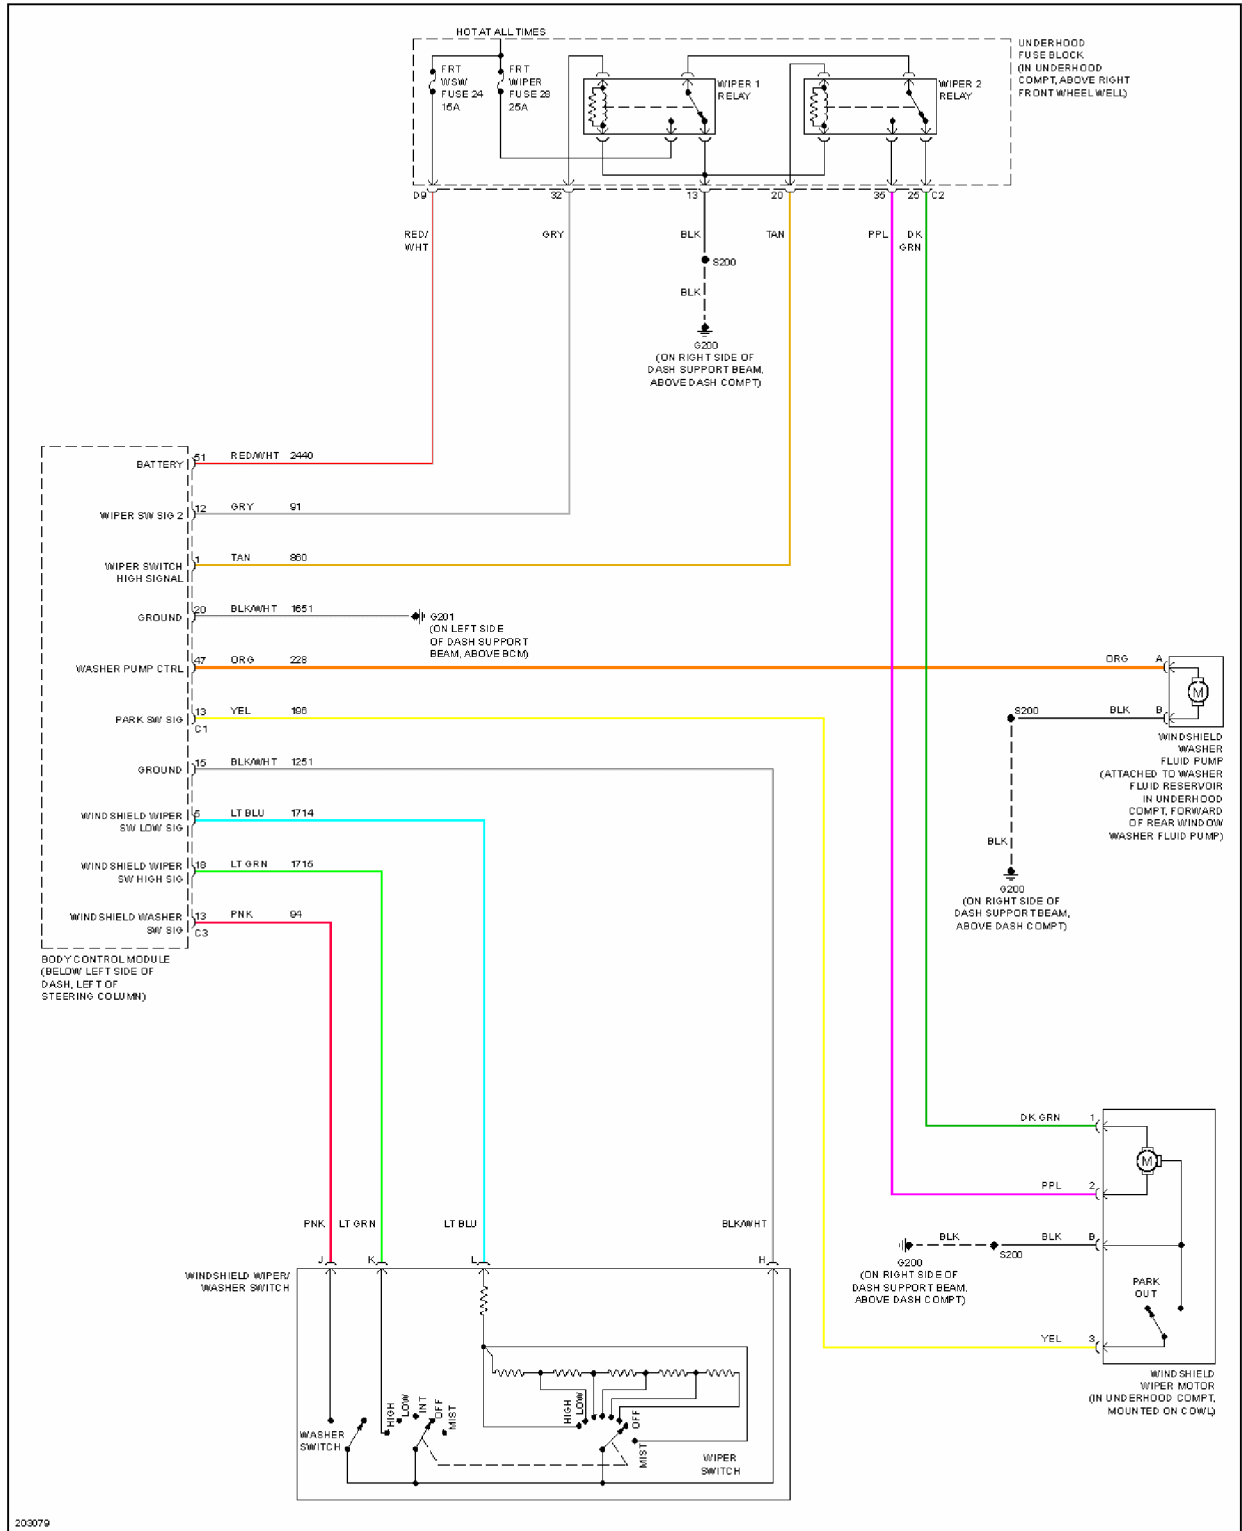 HOT AT ALL TIMES
FRT
WSW
FUSE 24
15A
FRT
WIPER
FUSE 28
25A
WIPER 1
RELAY
WIPER 2
RELAY
UNDERHOOD
FUSE BLOCK
(IN UNDERHOOD
COMPT, ABOVE RIGHT
FRONT WHEEL WELL)
D9
32
13
20
35
25
C2
RED/
WHT
GRY
BLK
TAN
PPL
DK
GRN
S200
BLK
G200
(ON RIGHT SIDE OF
DASH SUPPORT BEAM,
ABOVE DASH COMPT)
BATTERY
51
RED/WHT 2440
WIPER SW SIG 2
12
GRY 91
WIPER SWITCH
HIGH SIGNAL
1
TAN 860
GROUND
20
BLK/WHT 1651
G201
(ON LEFT SIDE
OF DASH SUPPORT
BEAM, ABOVE BCM)
WASHER PUMP CTRL
47
ORG 228
ORG A
M
PARK SW SIG
13
C1
YEL 196
S200
BLK B
WINDSHIELD
WASHER
FLUID PUMP
(ATTACHED TO WASHER
FLUID RESERVOIR
IN UNDERHOOD
COMPT, FORWARD
OF REAR WINDOW
WASHER FLUID PUMP)
GROUND
15
BLK/WHT 1251
WINDSHIELD WIPER
SW LOW SIG
5
LT BLU 1714
BLK
G200
(ON RIGHT SIDE OF
DASH SUPPORT BEAM,
ABOVE DASH COMPT)
WINDSHIELD WIPER
SW HIGH SIG
18
LT GRN 1715
WINDSHIELD WASHER
SW SIG
13
C3
PNK 94
BODY CONTROL MODULE
(BELOW LEFT SIDE OF
DASH, LEFT OF
STEERING COLUMN)
DK GRN 1
M
PPL 2
BLK
S200
BLK B
G200
(ON RIGHT SIDE OF
DASH SUPPORT BEAM,
ABOVE DASH COMPT)
PARK
OUT
YEL 3
WINDSHIELD
WIPER MOTOR
(IN UNDERHOOD COMPT,
MOUNTED ON COWL)
PNK
LT GRN
LT BLU
BLK/WHT
J
K
L
H
WINDSHIELD WIPER/
WASHER SWITCH
WASHER
SWITCH
HIGH
LOW
INT
OFF
MIST
HIGH
LOW
OFF
MIST
WIPER
SWITCH
203079